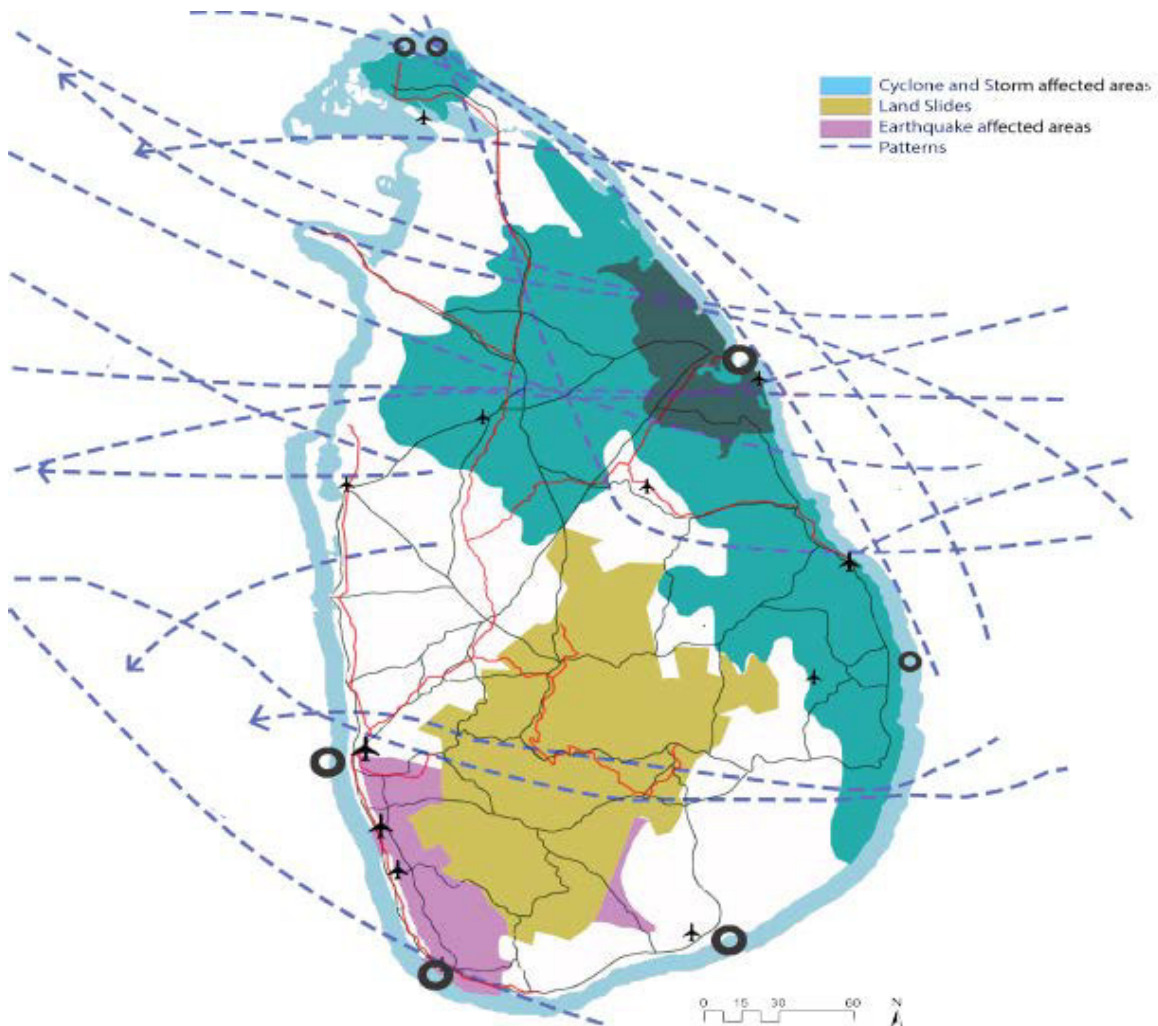 Cyclone and Storm affected areas
Land Slides
Earthquake affected areas
Patterns
0 15 30 60 N